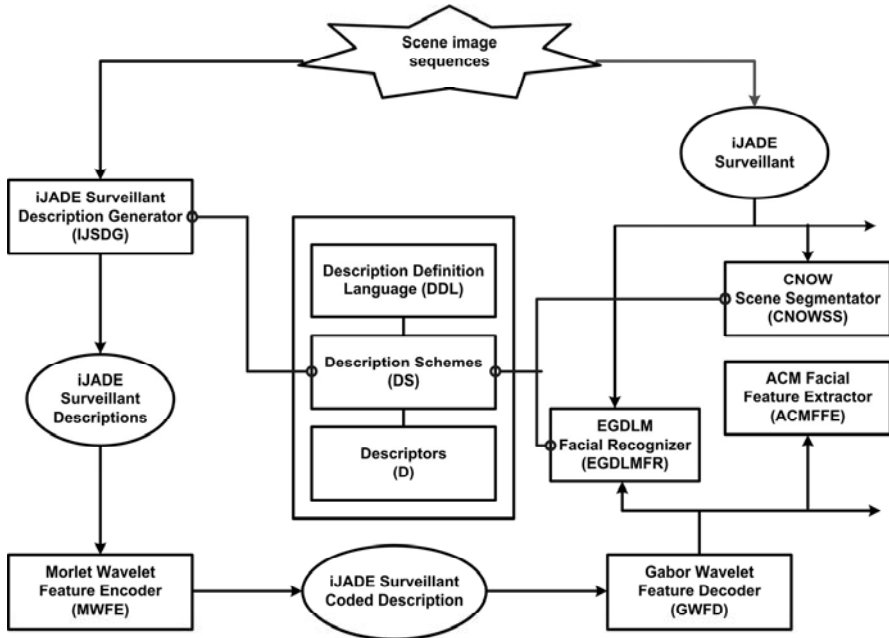 Scene image
sequences
iJADE
Surveillant
iJADE Surveillant
Description Generator
(IJSDG)
Description Definition
Language (DDL)
CNOW
Scene Segmentator
(CNOWSS)
Description Schemes
(DS)
iJADE
Surveillant
Descriptions
ACM Facial
Feature Extractor
(ACMFFE)
EGDLM
Facial Recognizer
(EGDLMFR)
Descriptors
(D)
Morlet Wavelet
Feature Encoder
(MWFE)
iJADE Surveillant
Coded Description
Gabor Wavelet
Feature Decoder
(GWFD)